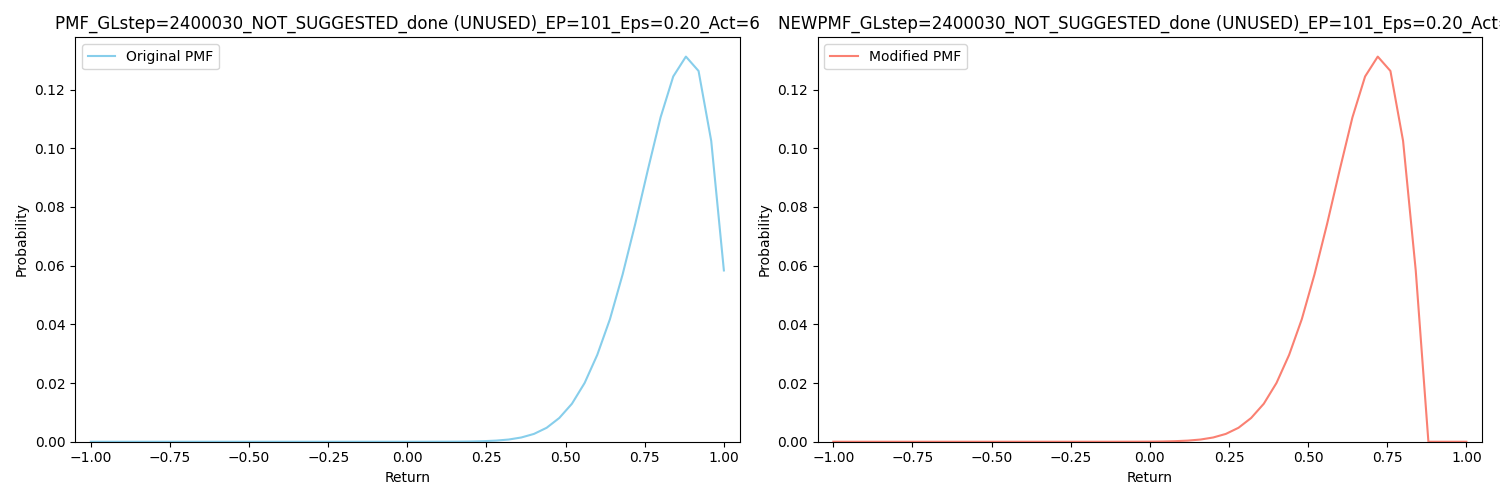 PMF_GLstep=2400030_NOT_SUGGESTED_done (UNUSED)_EP=101_Eps=0.20_Act=6
Original PMF
Probability
0.12
0.10
0.08
0.06
0.04
0.02
0.00
−1.00 −0.75 −0.50 −0.25 0.00 0.25 0.50 0.75 1.00
Return
NEWPMF_GLstep=2400030_NOT_SUGGESTED_done (UNUSED)_EP=101_Eps=0.20_Act=
Modified PMF
Probability
0.12
0.10
0.08
0.06
0.04
0.02
0.00
−1.00 −0.75 −0.50 −0.25 0.00 0.25 0.50 0.75 1.00
Return